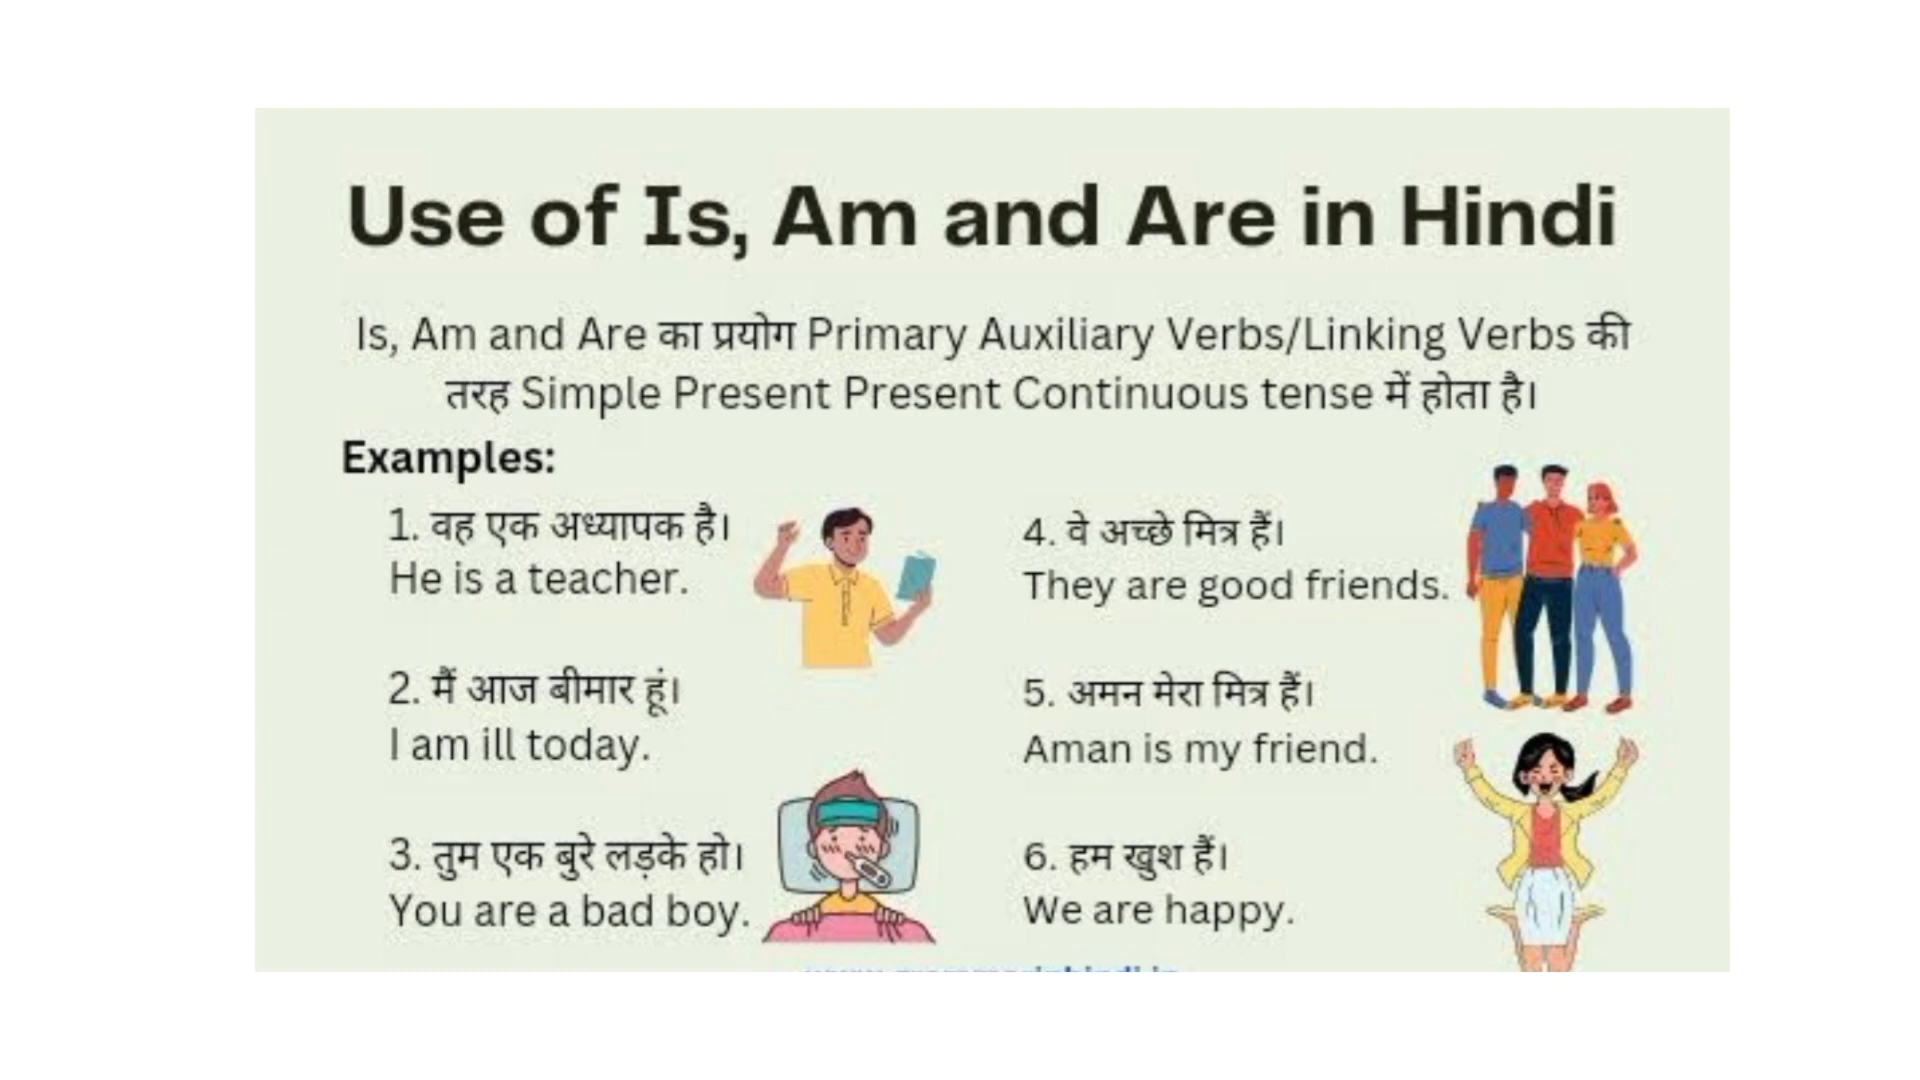 Use of Is, Am and Are in Hindi
Is, Am and Are का प्रयोग Primary Auxiliary Verbs/Linking Verbs की
तरह Simple Present Present Continuous tense में होता है।
Examples:
1. वह एक अध्यापक है।
He is a teacher.
2. मैं आज बीमार हूं।
I am ill today.
3. तुम एक बुरे लड़के हो।
You are a bad boy.
4. वे अच्छे मित्र हैं।
They are good friends.
5. अमन मेरा मित्र हैं।
Aman is my friend.
6. हम खुश हैं।
We are happy.